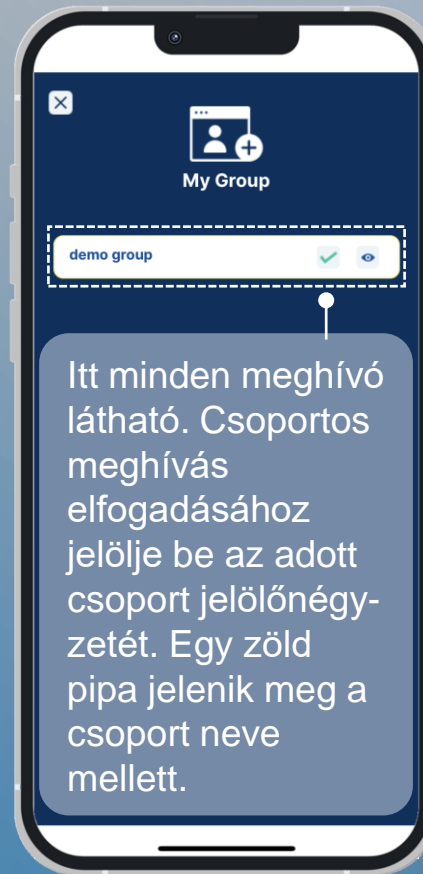 My Group
demo group
Itt minden meghívó
látható. Csoportos
meghívás
elfogadásához
jelölje be az adott
csoport jelölőnégy-
zetét. Egy zöld
pipa jelenik meg a
csoport neve
mellett.